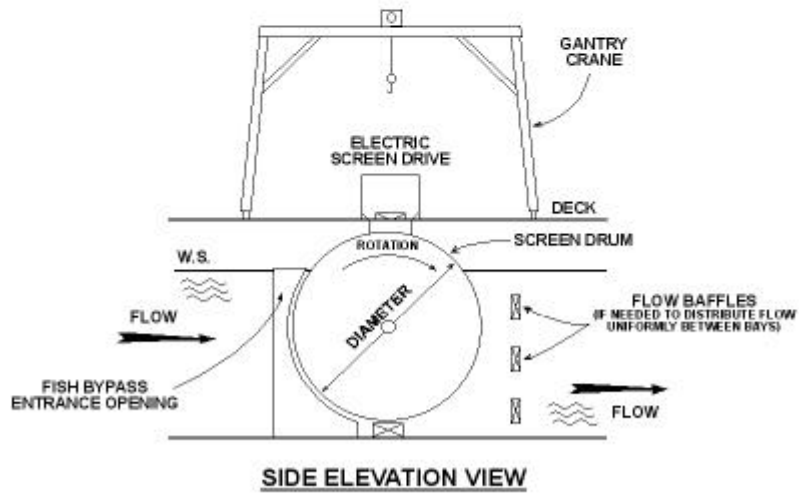 GANTRY
CRANE
ELECTRIC
SCREEN DRIVE
DECK
ROTATION
SCREEN DRUM
W.S.
DIAMETER
FLOW
FLOW BAFFLES
(IF NEEDED TO DISTRIBUTE FLOW
UNIFORMLY BETWEEN BAYS)
FISH BYPASS
ENTRANCE OPENING
FLOW
SIDE ELEVATION VIEW